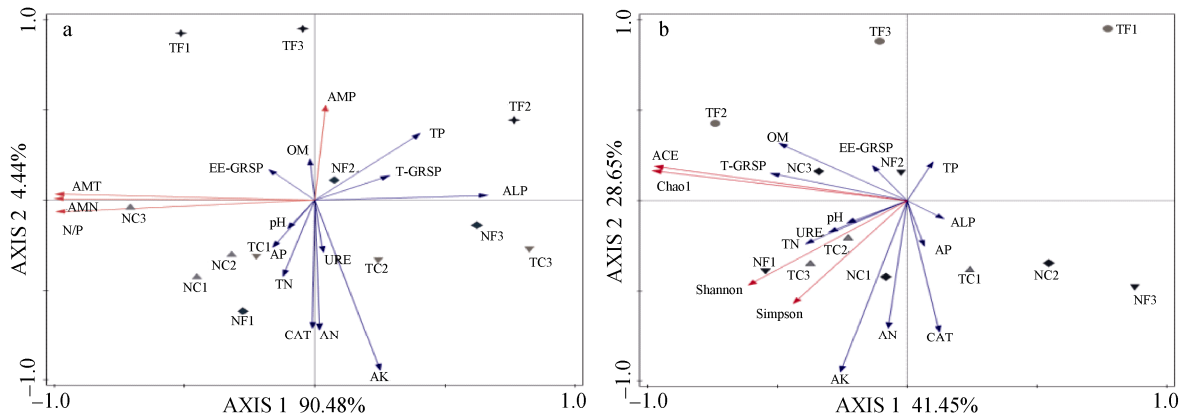 a
1.0
TF1
TF3
AMP
TF2
TP
OM
EE-GRSP
NF2
T-GRSP
ALP
AMT
AMN
N/P
NC3
pH
NF3
TC1
AP
NC2
URE
TC2
TC3
NC1
TN
NF1
CAT
AN
AK
AXIS 2 4.44%
−1.0
−1.0
AXIS 1 90.48%
1.0
b
1.0
TF3
TF1
TF2
OM
EE-GRSP
ACE
T-GRSP
NC3
NF2
TP
Chao1
pH
ALP
URE
TN
TC2
AP
NF1
TC3
NC1
TC1
NC2
Shannon
NF3
Simpson
AN
CAT
AK
AXIS 2 28.65%
−1.0
−1.0
AXIS 1 41.45%
1.0